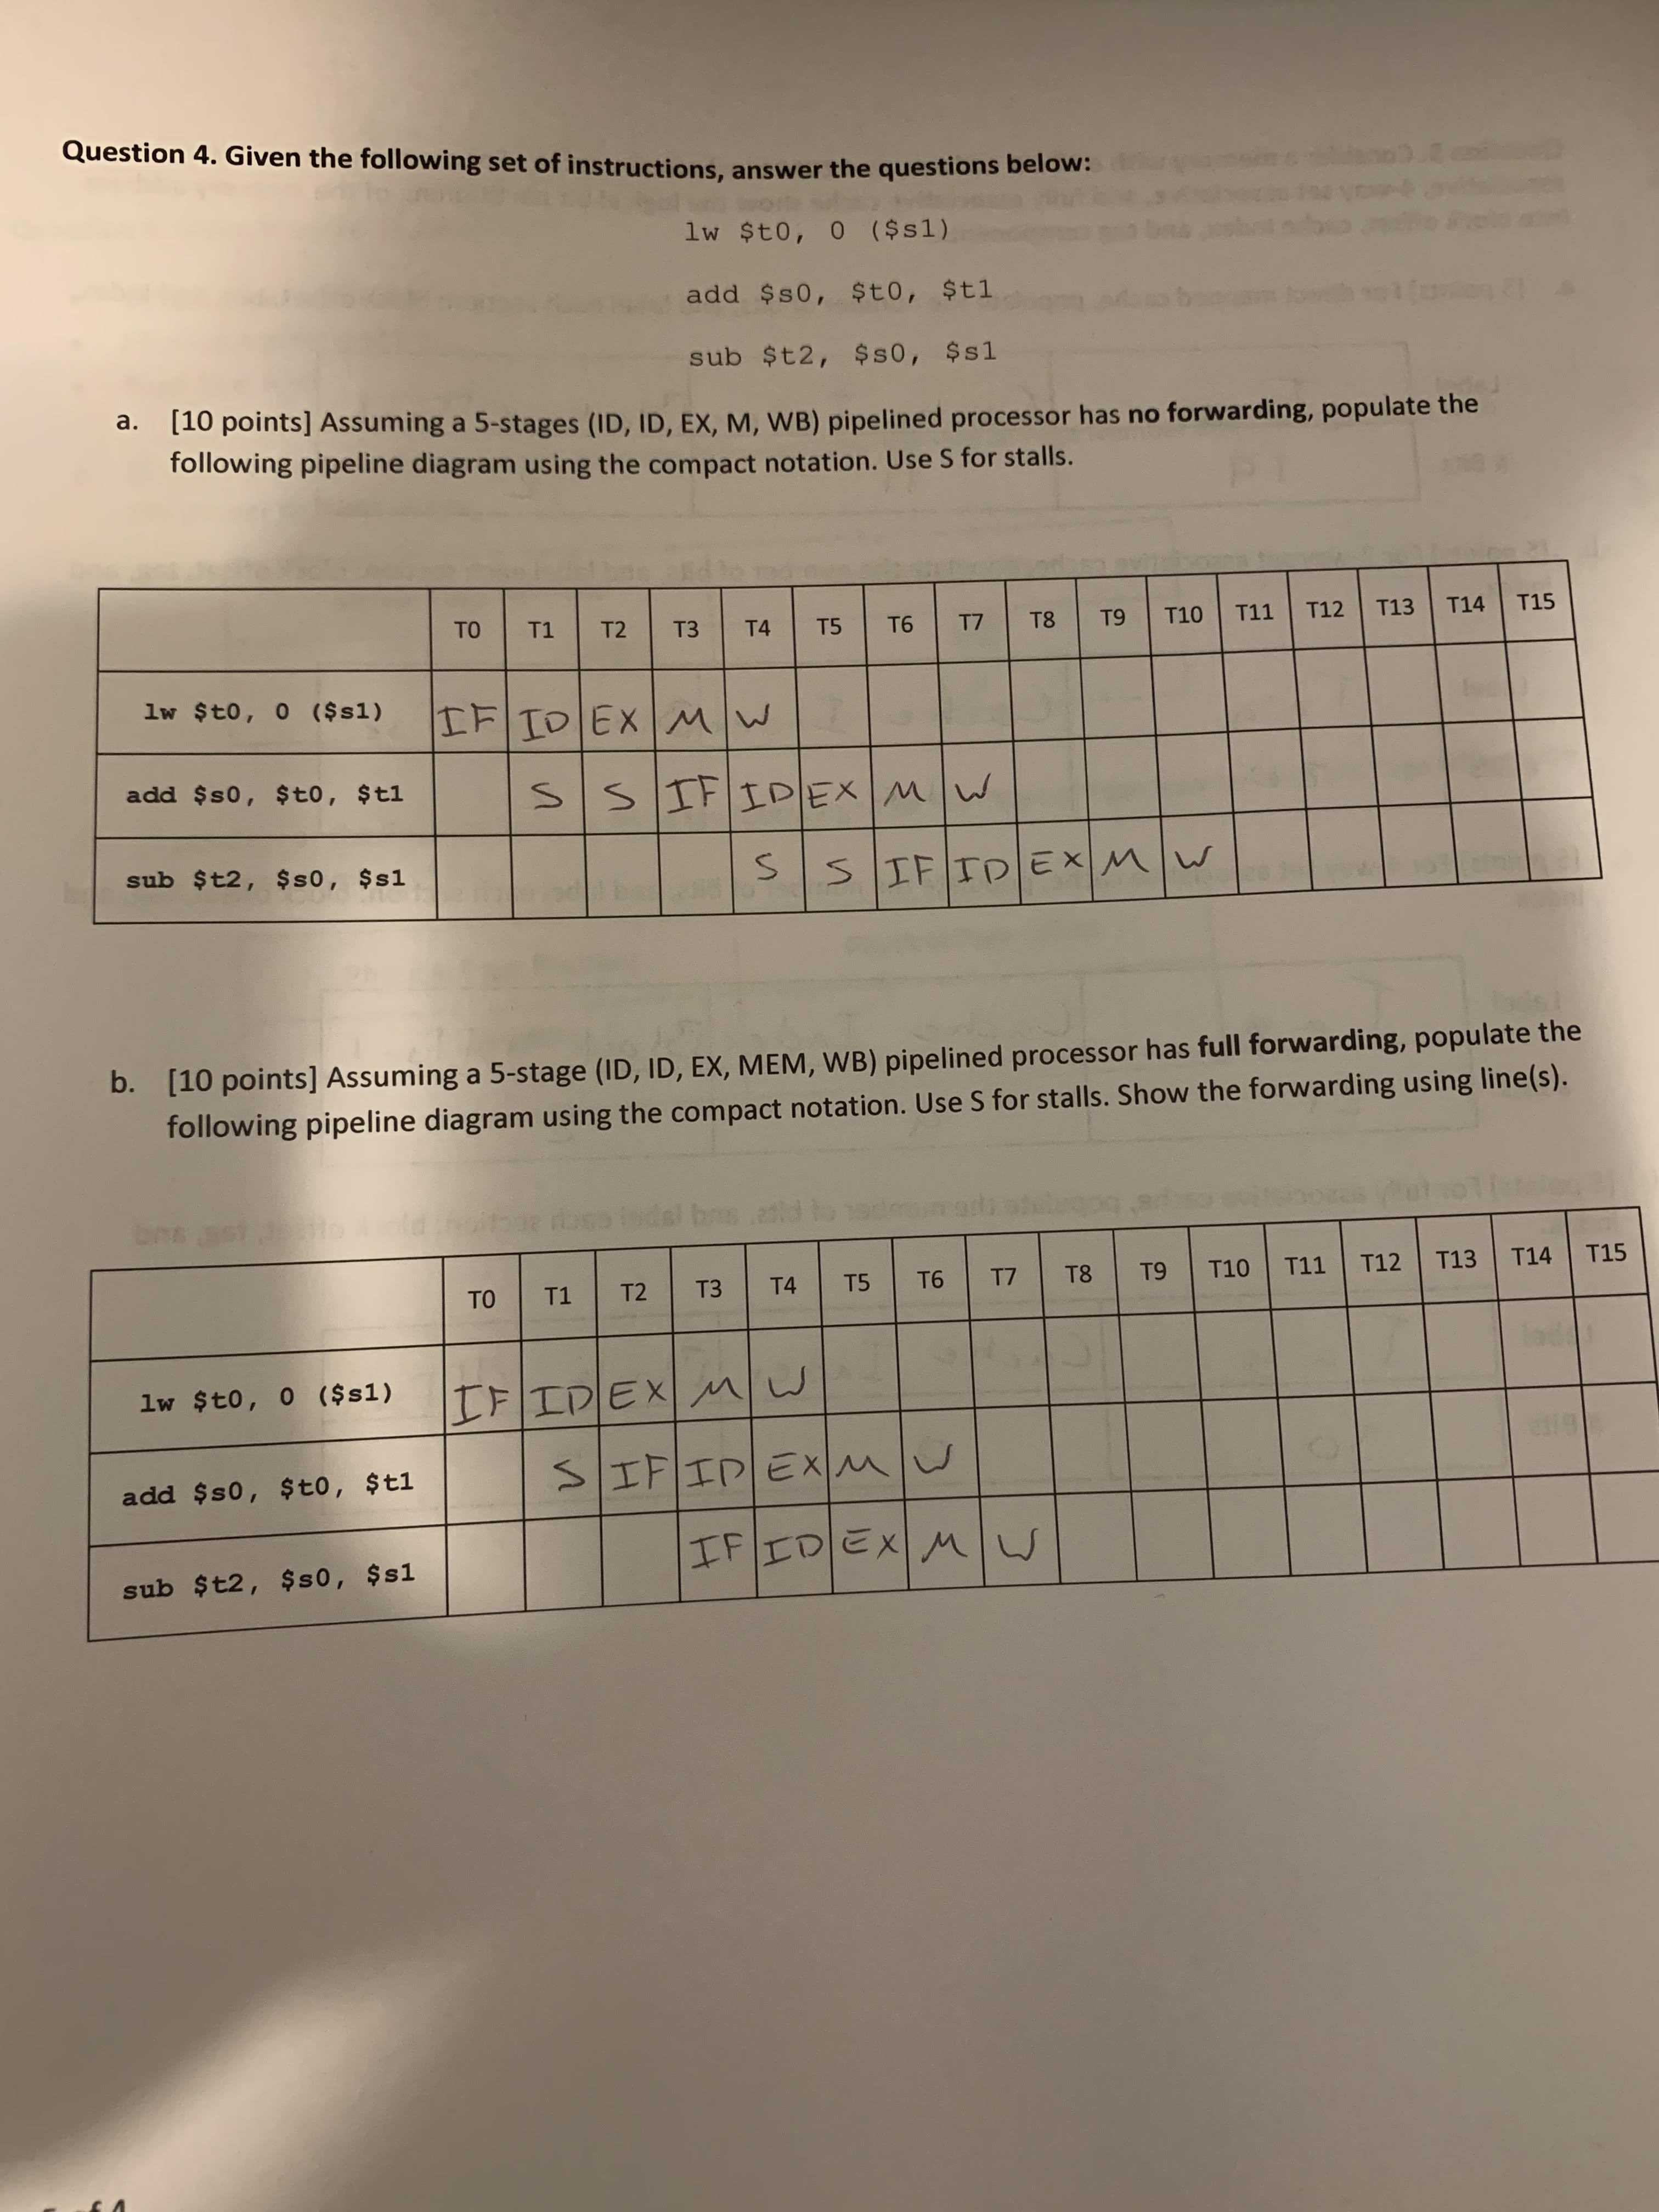 Question 4. Given the following set of instructions, answer the questions below:
lw $t0, 0 ($s1)
add $s0, $t0, $t1
sub $t2, $s0, $s1
a. [10 points] Assuming a 5-stages (ID, ID, EX, M, WB) pipelined processor has no forwarding, populate the
following pipeline diagram using the compact notation. Use S for stalls.
T0 T1 T2 T3 T4 T5 T6 T7 T8 T9 T10 T11 T12 T13 T14 T15
lw $t0, 0 ($s1) IF ID EX M W
add $s0, $t0, $t1 S S IF ID EX M W
sub $t2, $s0, $s1 S S IF ID EX M W
b. [10 points] Assuming a 5-stage (ID, ID, EX, MEM, WB) pipelined processor has full forwarding, populate the
following pipeline diagram using the compact notation. Use S for stalls. Show the forwarding using line(s).
T0 T1 T2 T3 T4 T5 T6 T7 T8 T9 T10 T11 T12 T13 T14 T15
lw $t0, 0 ($s1) IF ID EX M W
add $s0, $t0, $t1 S IF ID EX M W
sub $t2, $s0, $s1 IF ID EX M W